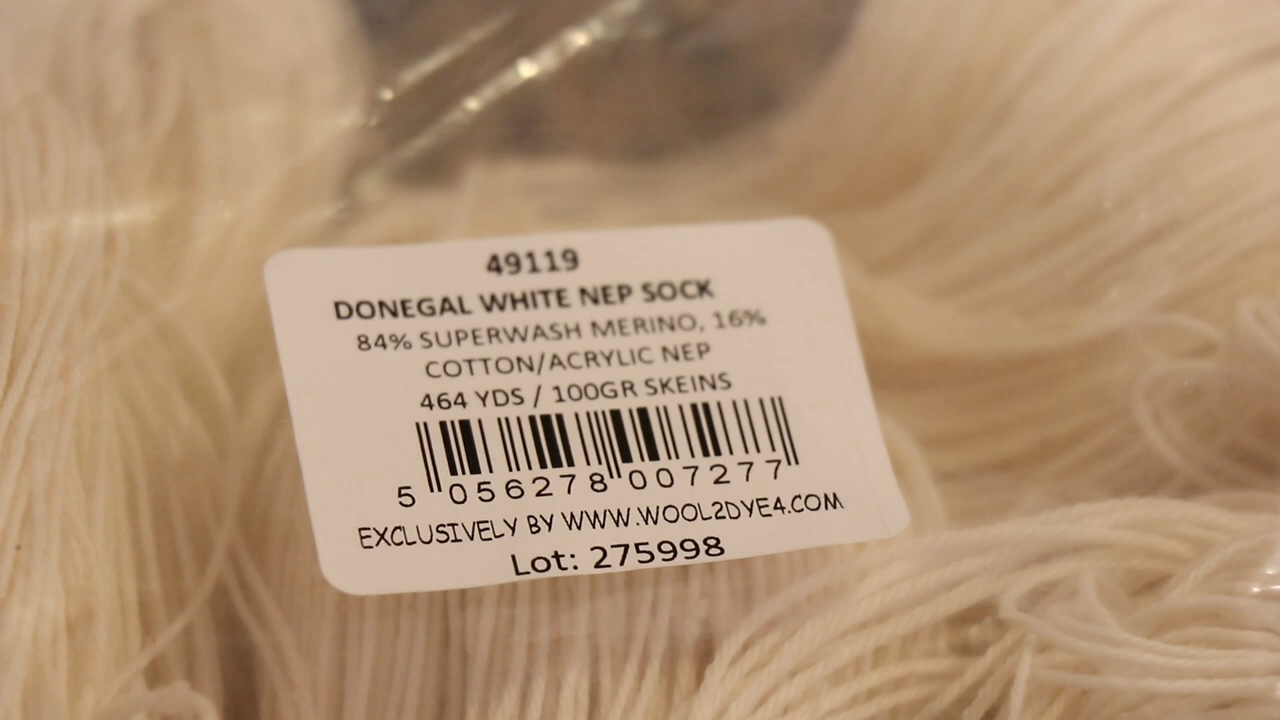 49119
DONEGAL WHITE NEP SOCK
84% SUPERWASH MERINO, 16%
COTTON/ACRYLIC NEP
464 YDS / 100GR SKEINS
5 056278 007277
EXCLUSIVELY BY WWW.WOOL2DYE4.COM
Lot: 275998